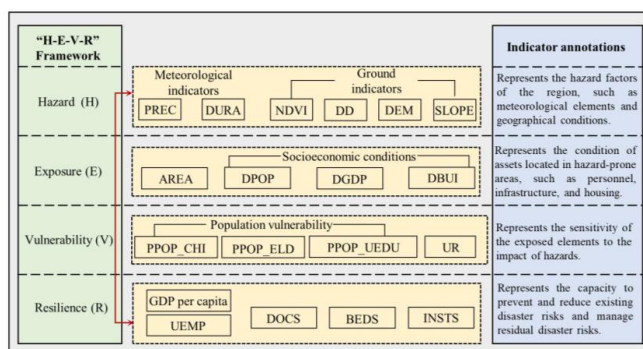 “H-E-V-R”
Framework
Indicator annotations
Hazard (H)
Meteorological
indicators
Ground
indicators
PREC
DURA
NDVI
DD
DEM
SLOPE
Represents the hazard factors
of the region, such as
meteorological elements and
geographical conditions.
Exposure (E)
Socioeconomic conditions
AREA
DPOP
DGDP
DBUI
Represents the condition of
assets located in hazard-prone
areas, such as personnel,
infrastructure, and housing.
Vulnerability (V)
Population vulnerability
PPOP_CHI
PPOP_ELD
PPOP_UEDU
UR
Represents the sensitivity of
the exposed elements to the
impact of hazards.
Resilience (R)
GDP per capita
UEMP
DOCS
BEDS
INSTS
Represents the capacity to
prevent and reduce existing
disaster risks and manage
residual disaster risks.